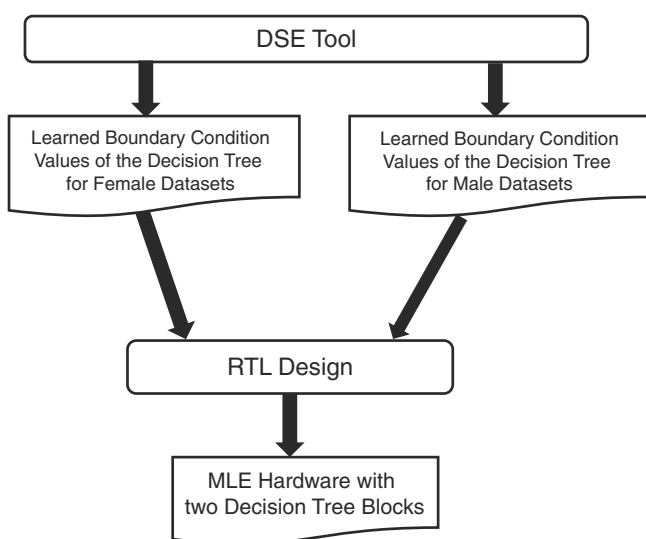 DSE Tool
Learned Boundary Condition
Values of the Decision Tree
for Female Datasets
Learned Boundary Condition
Values of the Decision Tree
for Male Datasets
RTL Design
MLE Hardware with
two Decision Tree Blocks